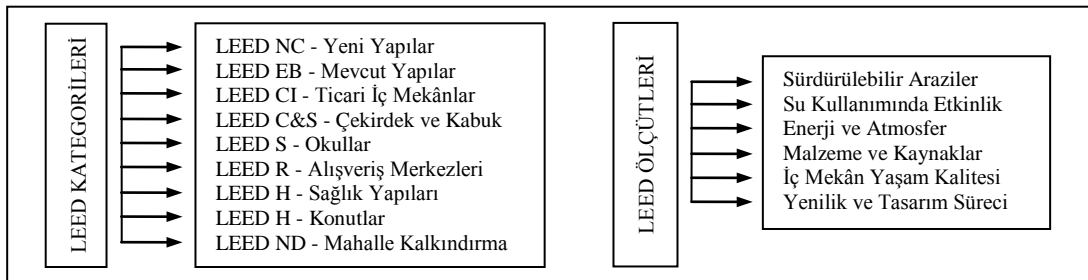 LEED KATEGORİLERİ
LEED NC - Yeni Yapılar
LEED EB - Mevcut Yapılar
LEED CI - Ticari İç Mekânlar
LEED C&S - Çekirdek ve Kabuk
LEED S - Okullar
LEED R - Alışveriş Merkezleri
LEED H - Sağlık Yapıları
LEED H - Konutlar
LEED ND - Mahalle Kalkındırma
LEED ÖLÇÜTLERİ
Sürdürülebilir Araziler
Su Kullanımında Etkinlik
Enerji ve Atmosfer
Malzeme ve Kaynaklar
İç Mekân Yaşam Kalitesi
Yenilik ve Tasarım Süreci